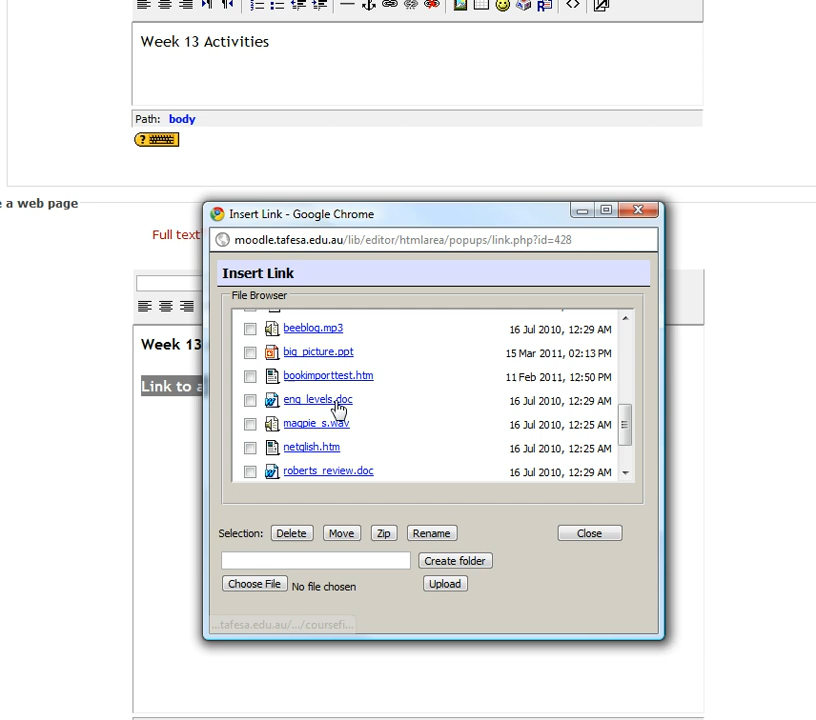 Week 13 Activities
Path: body
?
e a web page
Full text
Week 13
Link to a
Insert Link - Google Chrome
moodle.tafesa.edu.au/lib/editor/htmlarea/popups/link.php?id=428
Insert Link
File Browser
beeblog.mp3 16 Jul 2010, 12:29 AM
big_picture.ppt 15 Mar 2011, 02:13 PM
bookimporttest.htm 11 Feb 2011, 12:50 PM
eng_levels.doc 16 Jul 2010, 12:29 AM
magpie_s.wav 16 Jul 2010, 12:25 AM
netglish.htm 16 Jul 2010, 12:25 AM
roberts_review.doc 16 Jul 2010, 12:29 AM
Selection: Delete Move Zip Rename Close
Create folder
Choose File No file chosen Upload
...tafesa.edu.au/.../coursefi...